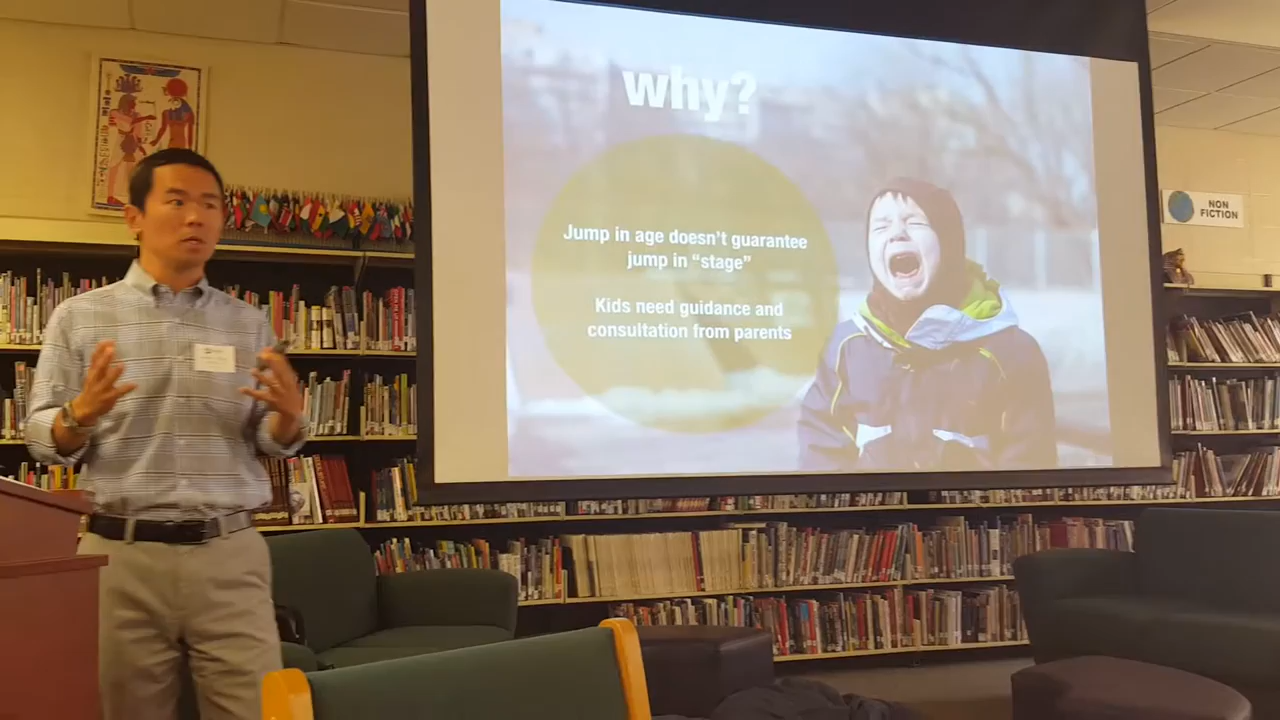 why?
Jump in age doesn't guarantee
jump in "stage"
Kids need guidance and
consultation from parents
NON
FICTION